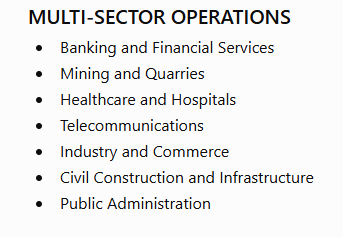 MULTI-SECTOR OPERATIONS
• Banking and Financial Services
• Mining and Quarries
• Healthcare and Hospitals
• Telecommunications
• Industry and Commerce
• Civil Construction and Infrastructure
• Public Administration